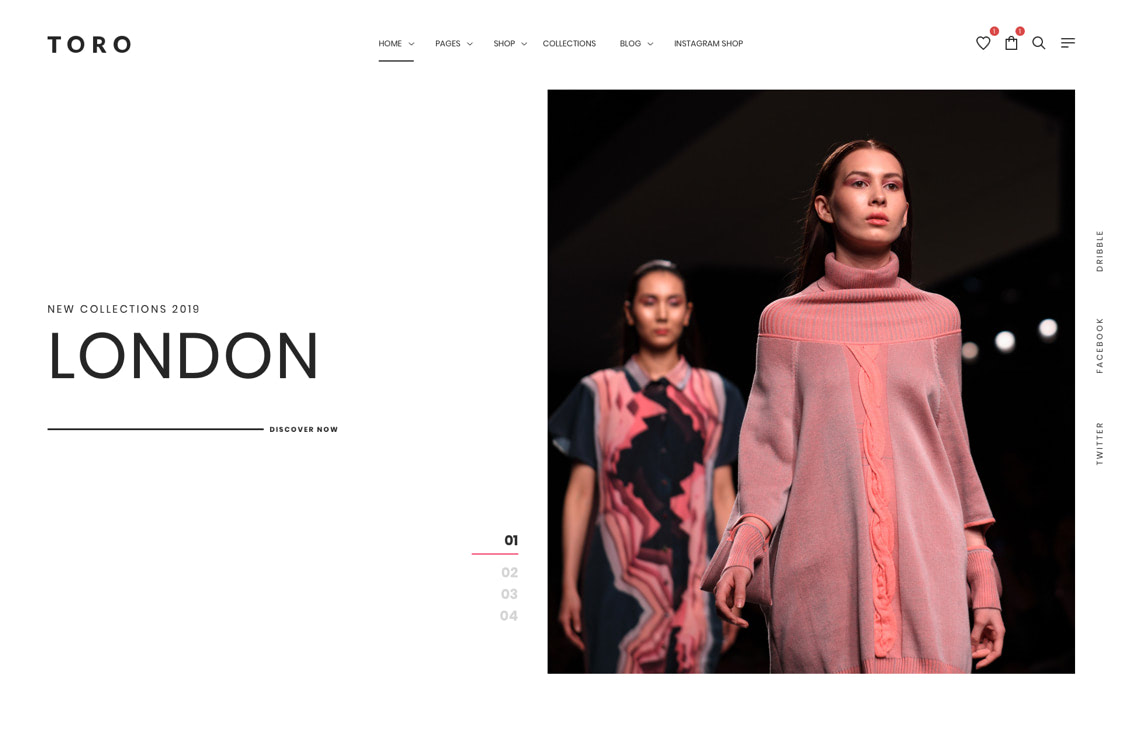 TORO
HOME PAGES SHOP COLLECTIONS BLOG INSTAGRAM SHOP
1 1
NEW COLLECTIONS 2019
LONDON
DISCOVER NOW
01
02
03
04
DRIBBLE
FACEBOOK
TWITTER